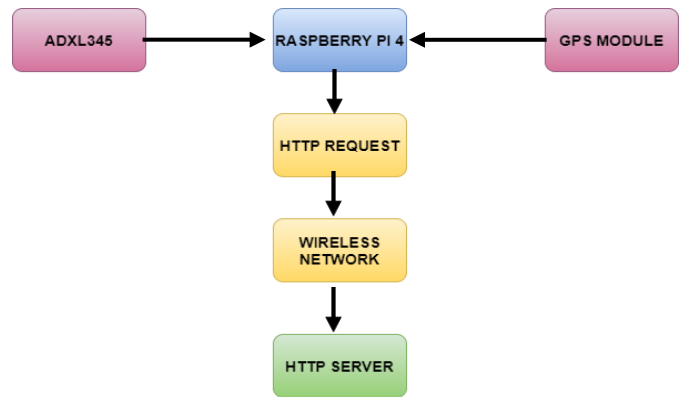 ADXL345
RASPBERRY PI 4
GPS MODULE
HTTP REQUEST
WIRELESS
NETWORK
HTTP SERVER